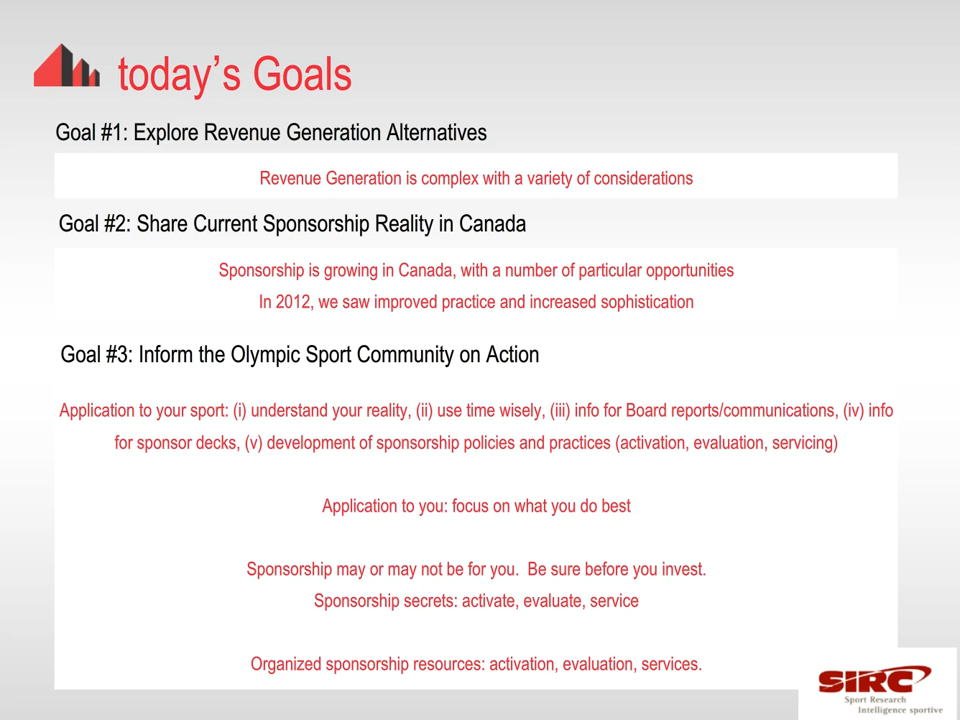 today's Goals
Goal #1: Explore Revenue Generation Alternatives
Revenue Generation is complex with a variety of considerations
Goal #2: Share Current Sponsorship Reality in Canada
Sponsorship is growing in Canada, with a number of particular opportunities
In 2012, we saw improved practice and increased sophistication
Goal #3: Inform the Olympic Sport Community on Action
Application to your sport: (i) understand your reality, (ii) use time wisely, (iii) info for Board reports/communications, (iv) info
for sponsor decks, (v) development of sponsorship policies and practices (activation, evaluation, servicing)
Application to you: focus on what you do best
Sponsorship may or may not be for you.  Be sure before you invest.
Sponsorship secrets: activate, evaluate, service
Organized sponsorship resources: activation, evaluation, services.
SIRC
Sport Research
Intelligence sportive